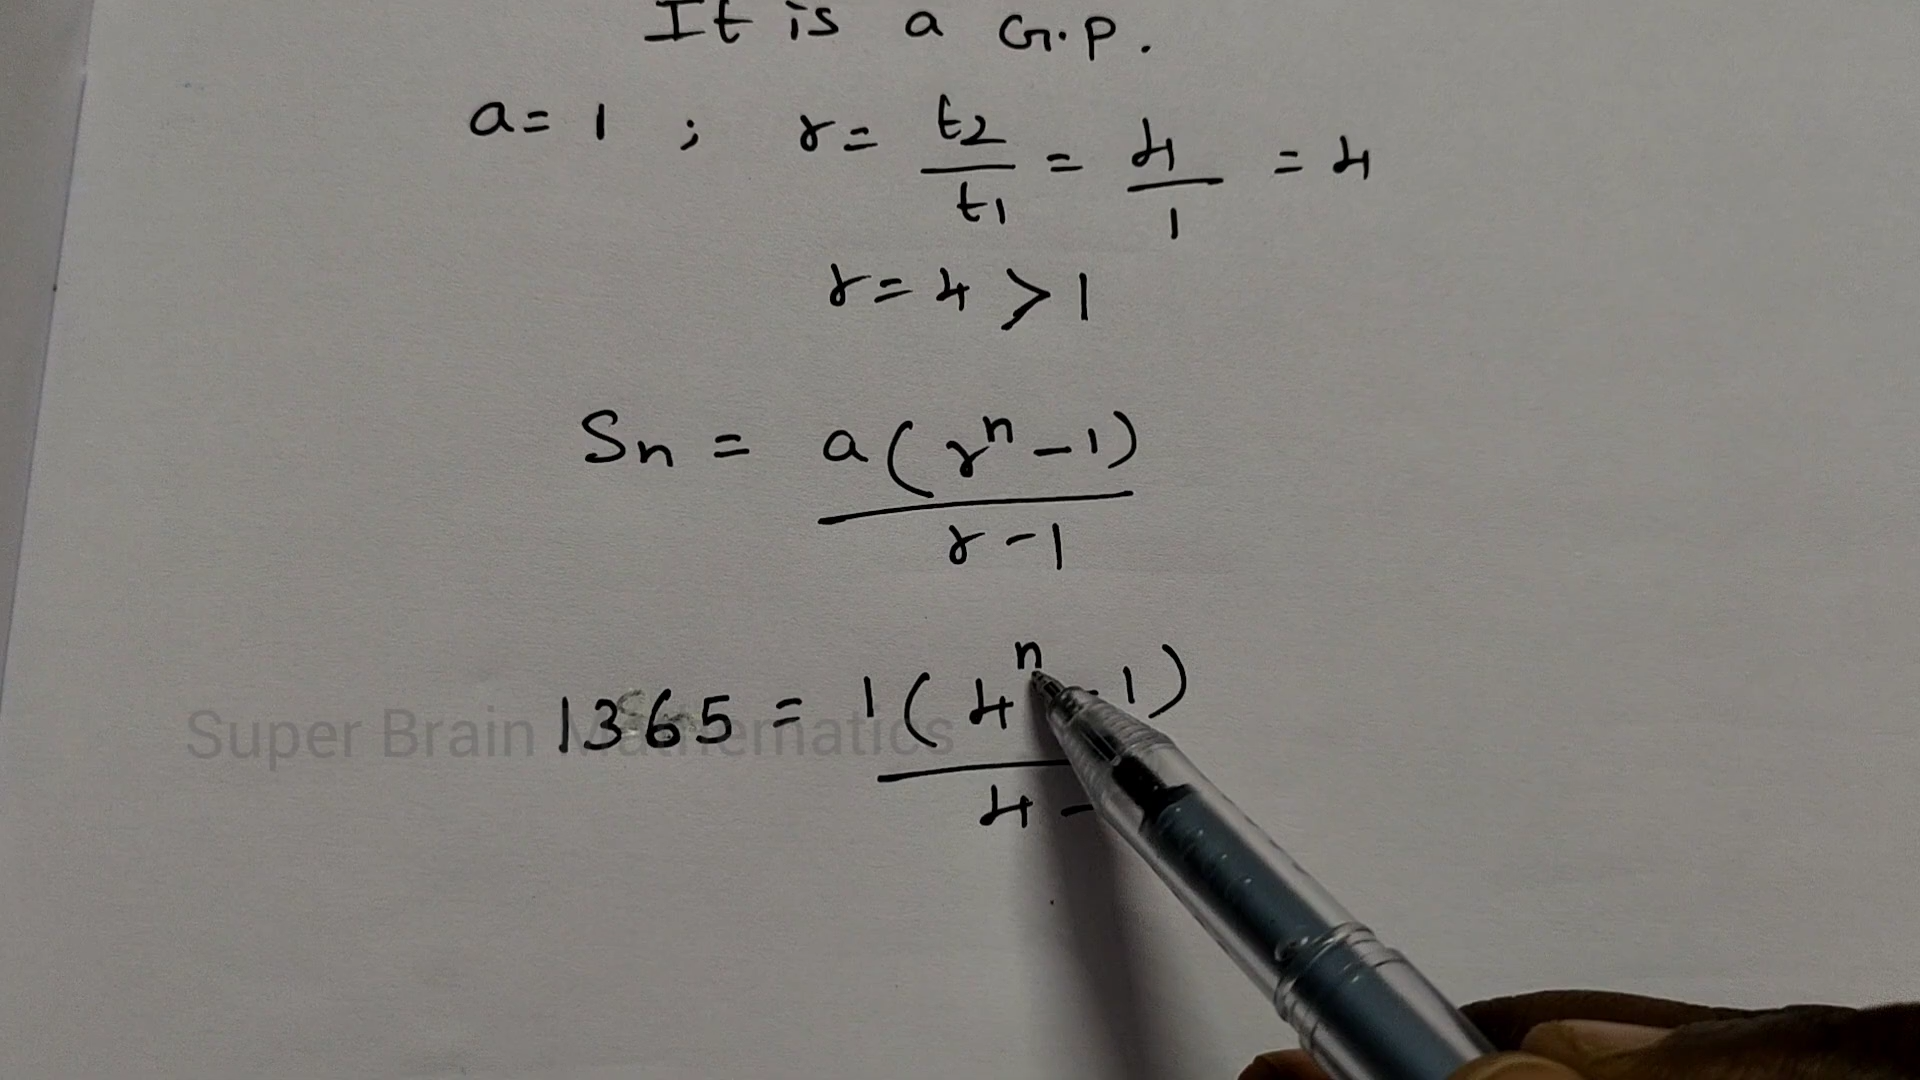 It is a G.P.
a = 1 ; r = t2/t1 = 4/1 = 4
r = 4 > 1
Sn = a(r^n - 1)
r - 1
1365 = 1(4^n - 1)
4 -
Super Brain Mathematics